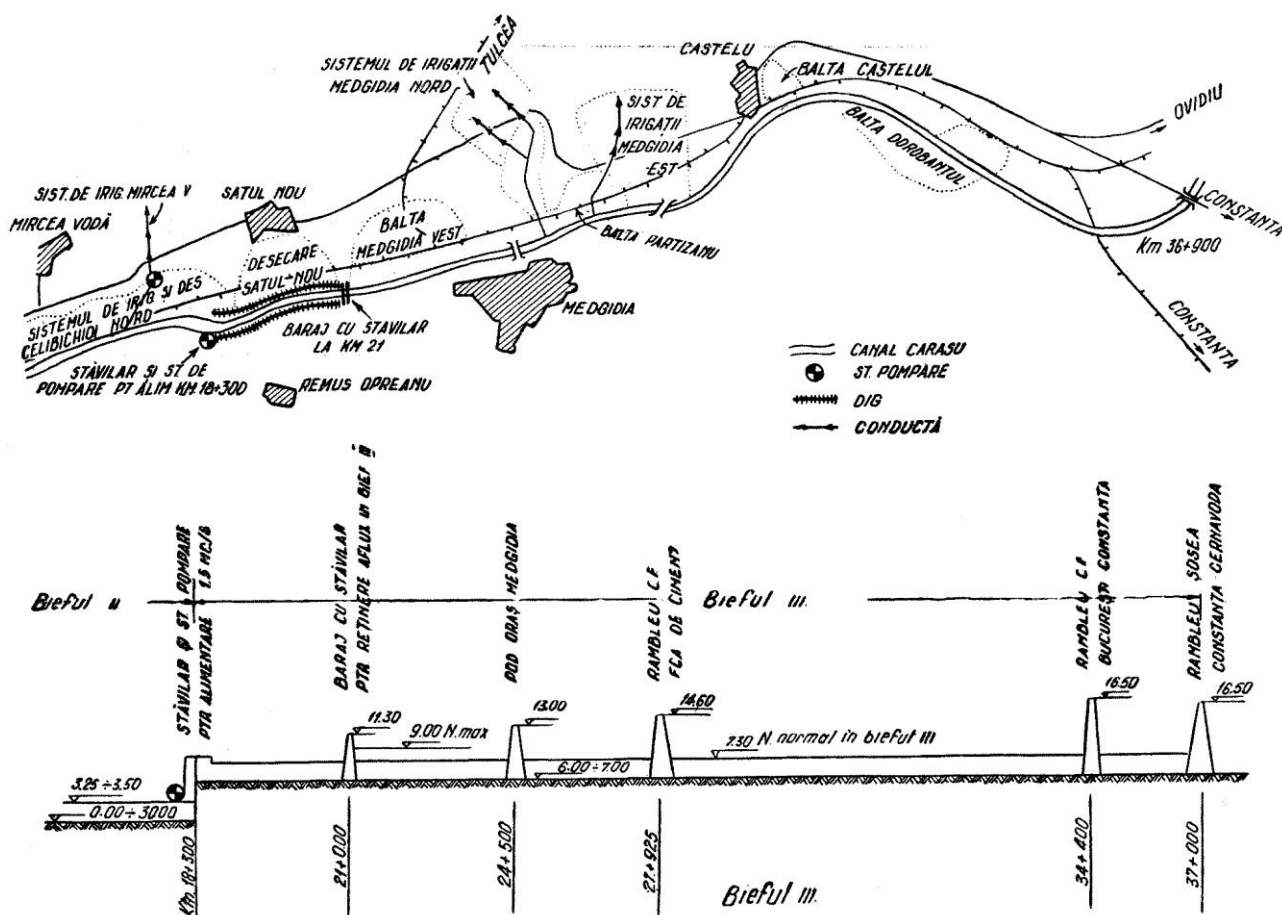 TULCEA
SISTEMUL DE IRIGATII
MEDGIDIA NORD
CASTELU
BALTA CASTELUL
SIST DE
IRIGATII
MEDGIDIA
EST
OVIDIU
BALTA DOROBANTUL
CONSTANTA
Km 36+900
CONSTANTA
SIST. DE IRIG. MIRCEA V
SATUL NOU
MIRCEA VODĂ
BALTA
MEDGIDIA VEST
BALTA PARTIZANU
DESECARE
SATUL-NOU
SISTEMUL DE IRIG SI DES
CELIBICHIOI NORD
MEDGIDIA
BARAJ CU STAVILAR
LA KM 21
STĂVILAR ȘI ST. DE
POMPARE PT ALIM KM.18+300
REMUS OPREANU
CANAL CARASU
ST. POMPARE
DIG
CONDUCTĂ
Bieful II
STĂVILAR ȘI ST. POMPARE
PTR ALIMENTARE 1.5 MC/S
BARAJ CU STĂVILAR
PTR REȚINERE AFLUX IN BIEF III
POD ORAȘ MEDGIDIA
RAMBLEU C.F.
FCA DE CIMENT
Bieful III.
RAMBLEU C.F.
BUCUREȘTI CONSTANTA
RAMBLEU ȘOSEA
CONSTANTA-CERNAVODA
11.30
9.00 N.max
13.00
14.60
7.30 N. normal in bieful III
16.50
16.50
6.00÷7.00
3.25÷3.50
0.00÷3000
Km 18+300
21+000
24+500
27+925
34+400
37+000
Bieful III.